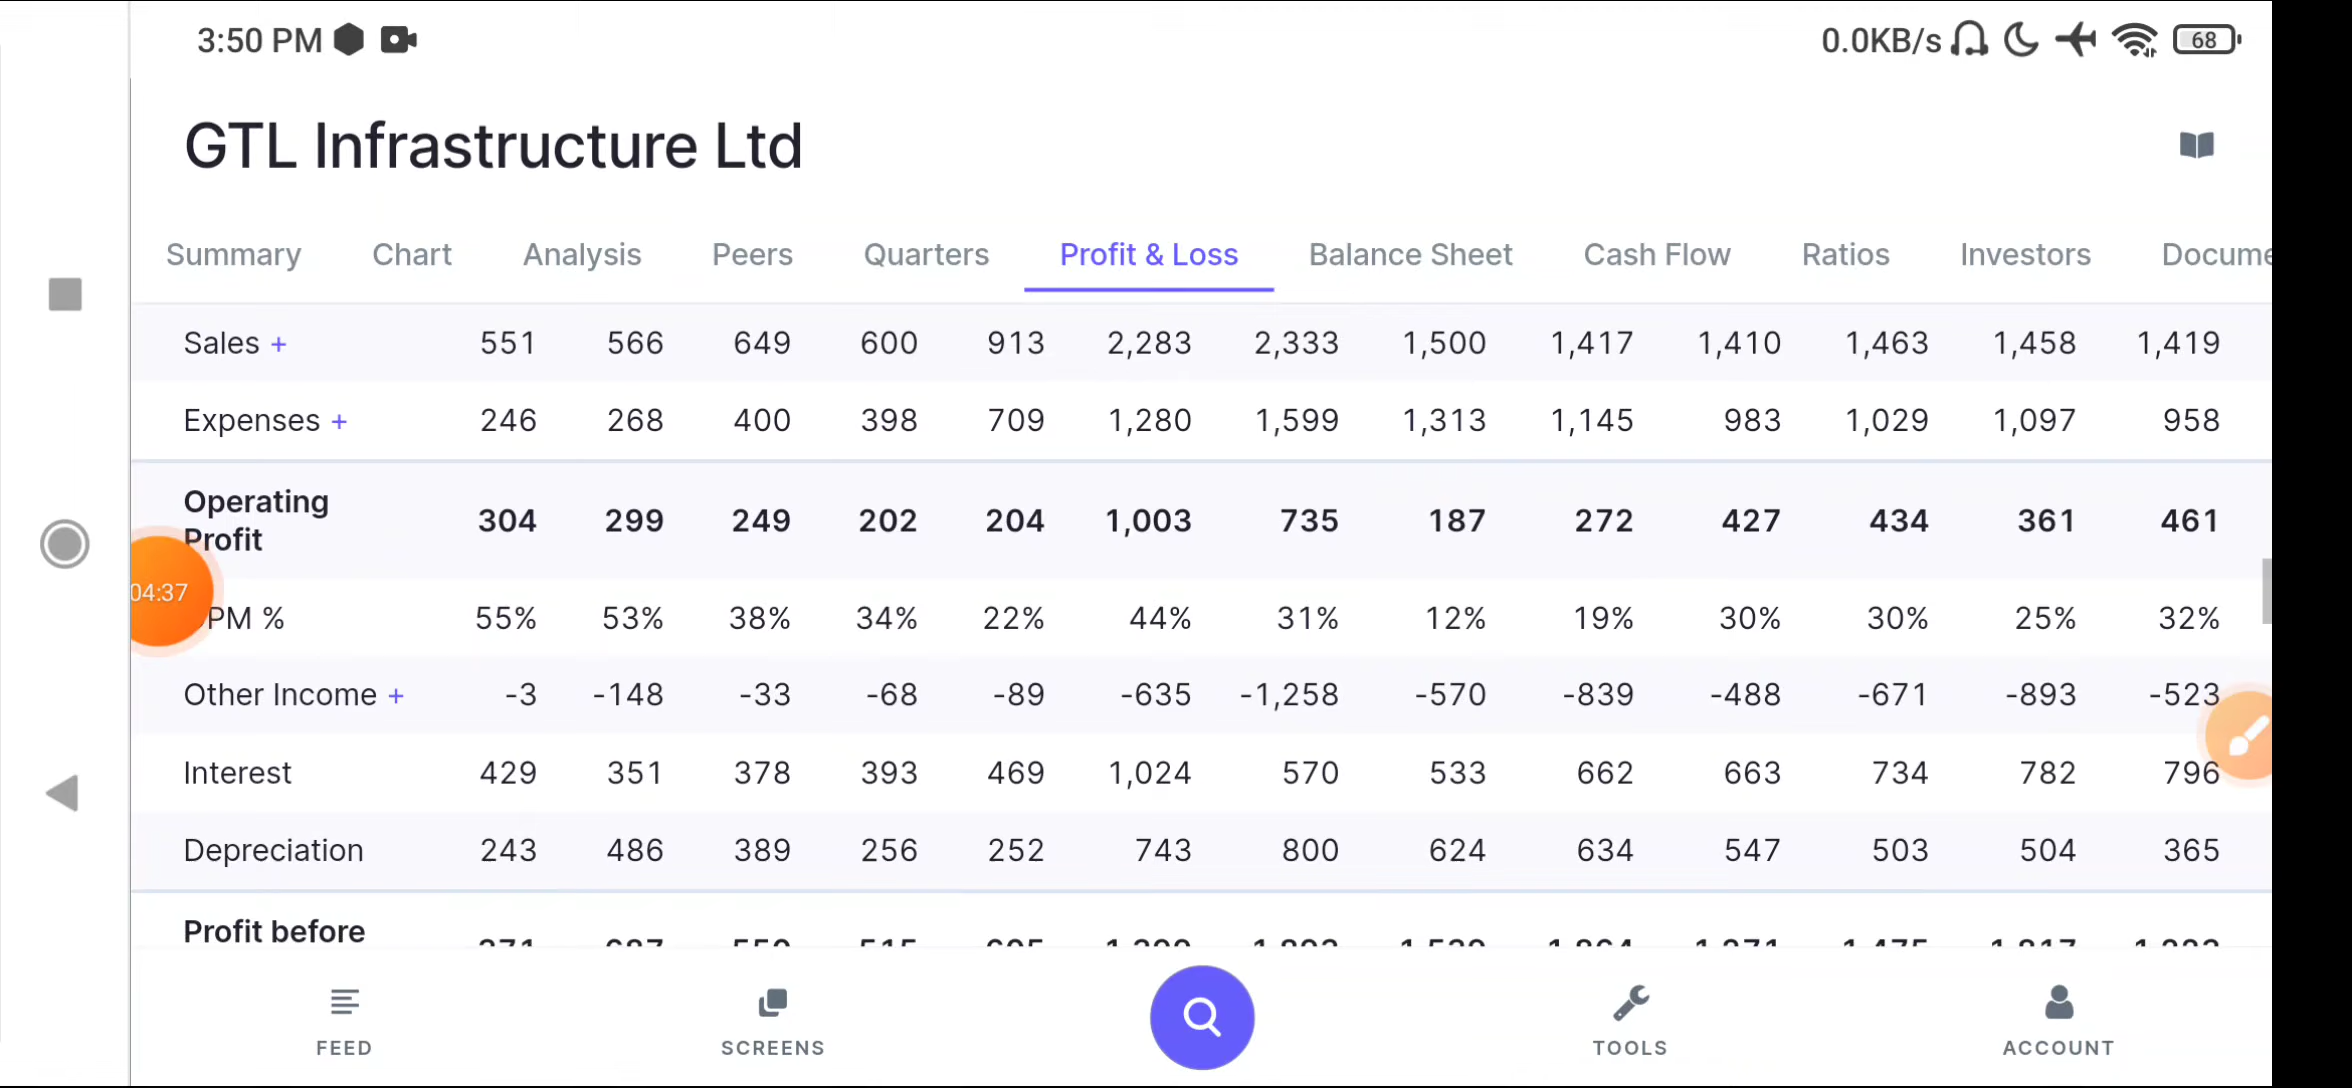 3:50 PM 0.0KB/s 68
GTL Infrastructure Ltd
Summary Chart Analysis Peers Quarters Profit & Loss Balance Sheet Cash Flow Ratios Investors Docume
Sales + 551 566 649 600 913 2,283 2,333 1,500 1,417 1,410 1,463 1,458 1,419
Expenses + 246 268 400 398 709 1,280 1,599 1,313 1,145 983 1,029 1,097 958
Operating
Profit 304 299 249 202 204 1,003 735 187 272 427 434 361 461
04:37
PM % 55% 53% 38% 34% 22% 44% 31% 12% 19% 30% 30% 25% 32%
Other Income + -3 -148 -33 -68 -89 -635 -1,258 -570 -839 -488 -671 -893 -523
Interest 429 351 378 393 469 1,024 570 533 662 663 734 782 796
Depreciation 243 486 389 256 252 743 800 624 634 547 503 504 365
Profit before
FEED SCREENS TOOLS ACCOUNT